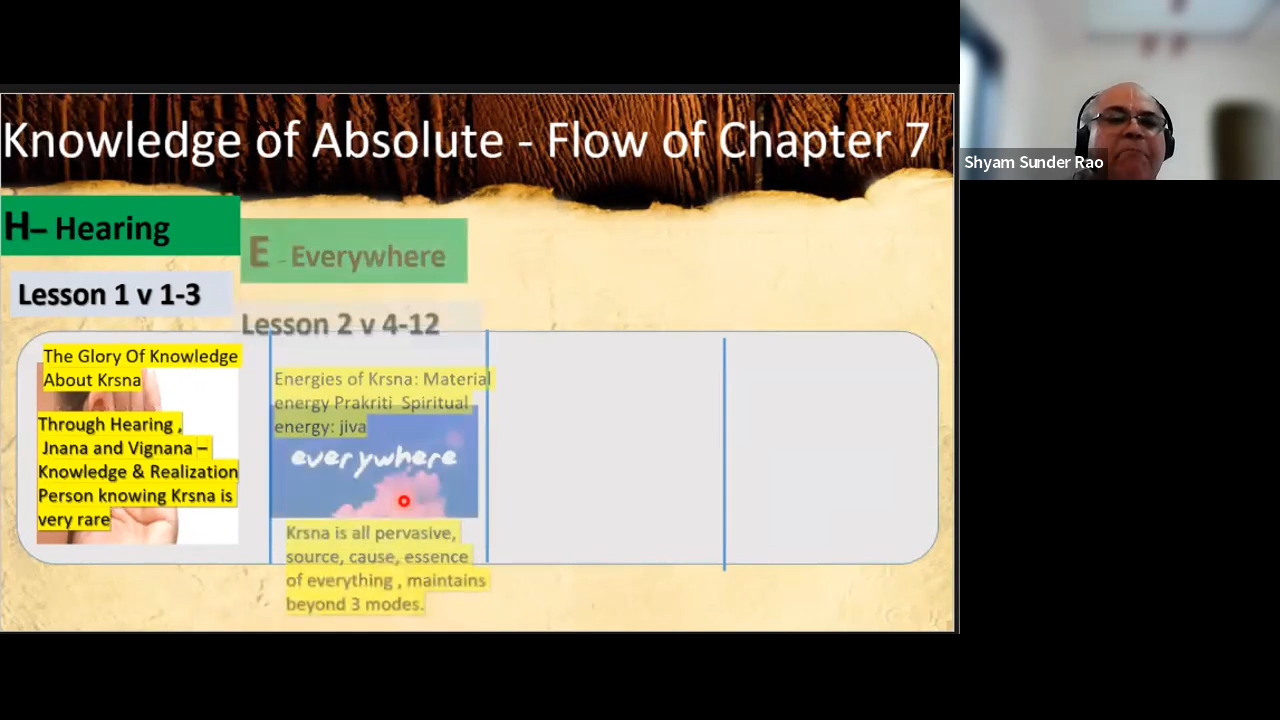 Knowledge of Absolute - Flow of Chapter 7
H– Hearing
Lesson 1 v 1-3
The Glory Of Knowledge
About Krsna
Through Hearing ,
Jnana and Vignana –
Knowledge & Realization
Person knowing Krsna is
very rare
E - Everywhere
Lesson 2 v 4-12
Energies of Krsna: Material
energy Prakriti Spiritual
energy: jiva
everywhere
Krsna is all pervasive,
source, cause, essence
of everything , maintains
beyond 3 modes.
Shyam Sunder Rao